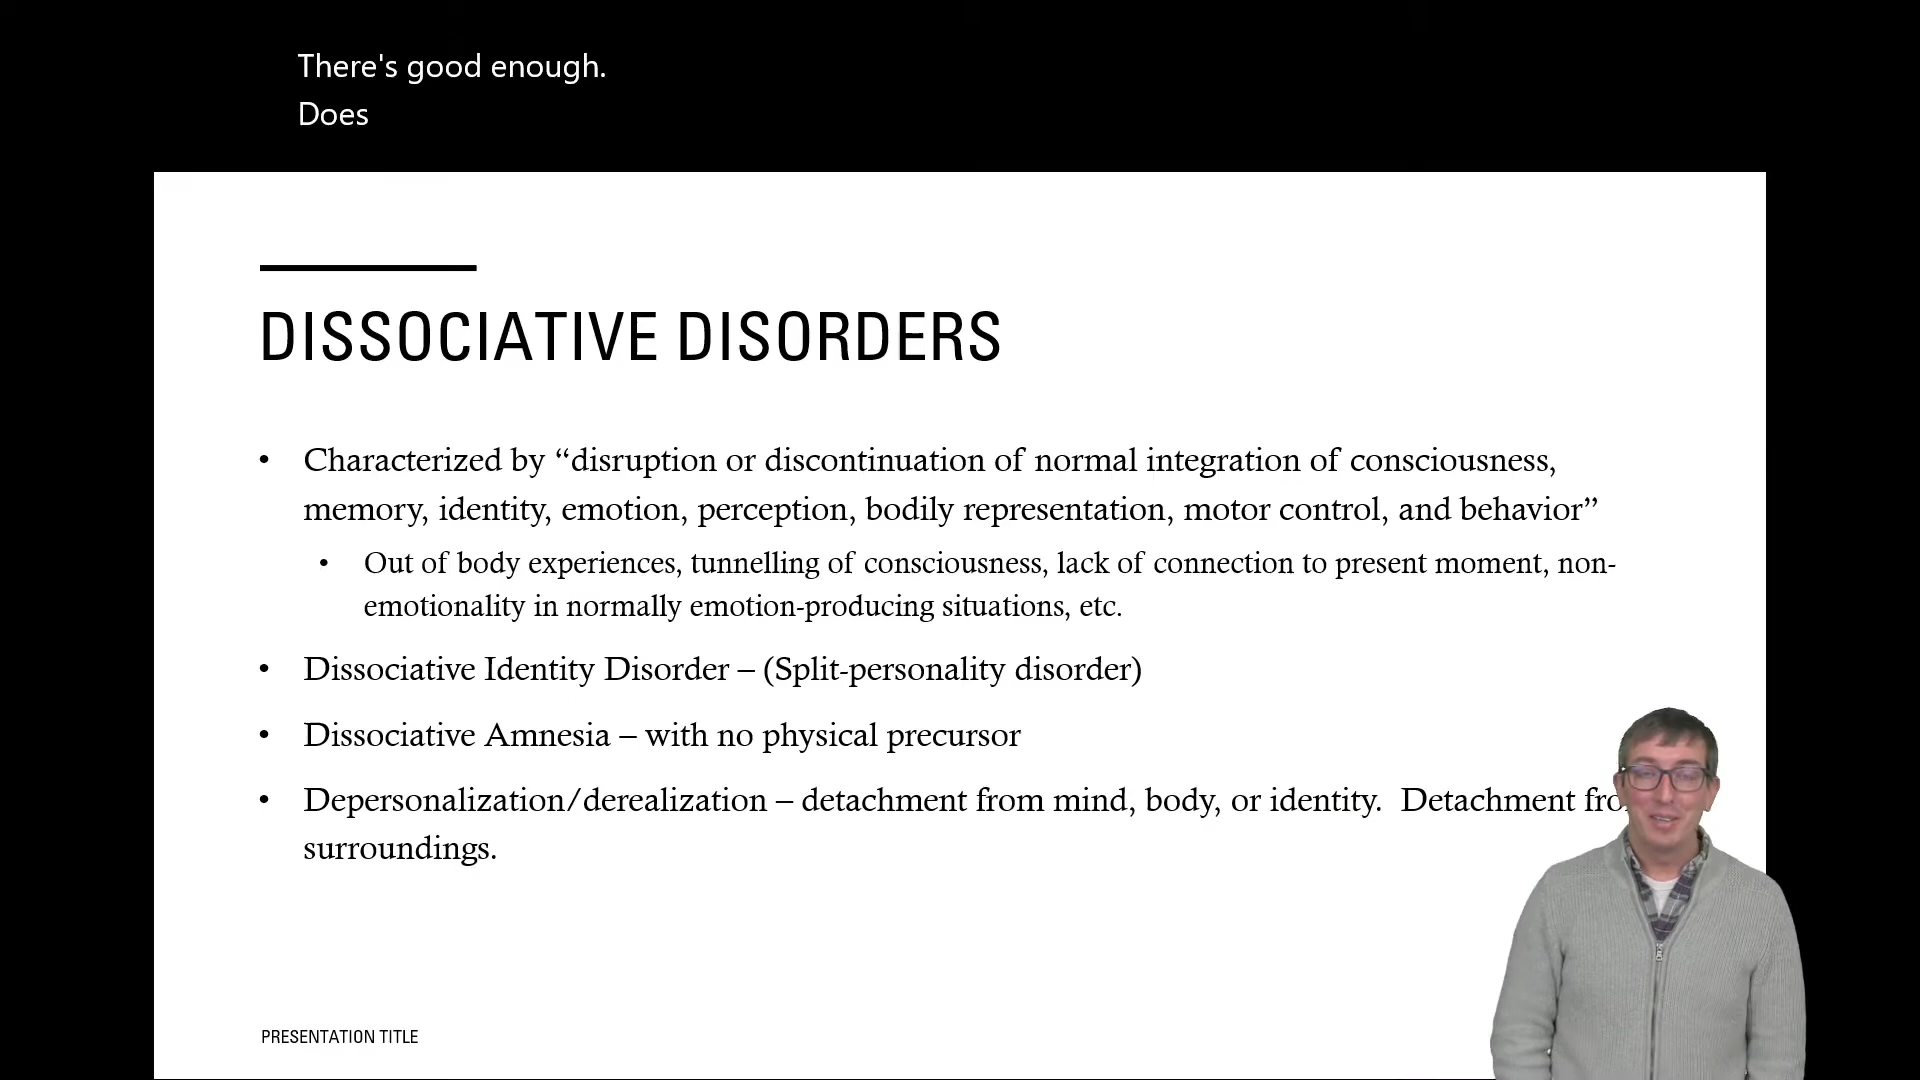 There's good enough.
Does
DISSOCIATIVE DISORDERS
• Characterized by “disruption or discontinuation of normal integration of consciousness,
memory, identity, emotion, perception, bodily representation, motor control, and behavior”
• Out of body experiences, tunnelling of consciousness, lack of connection to present moment, non-
emotionality in normally emotion-producing situations, etc.
• Dissociative Identity Disorder – (Split-personality disorder)
• Dissociative Amnesia – with no physical precursor
• Depersonalization/derealization – detachment from mind, body, or identity.  Detachment
surroundings.
PRESENTATION TITLE